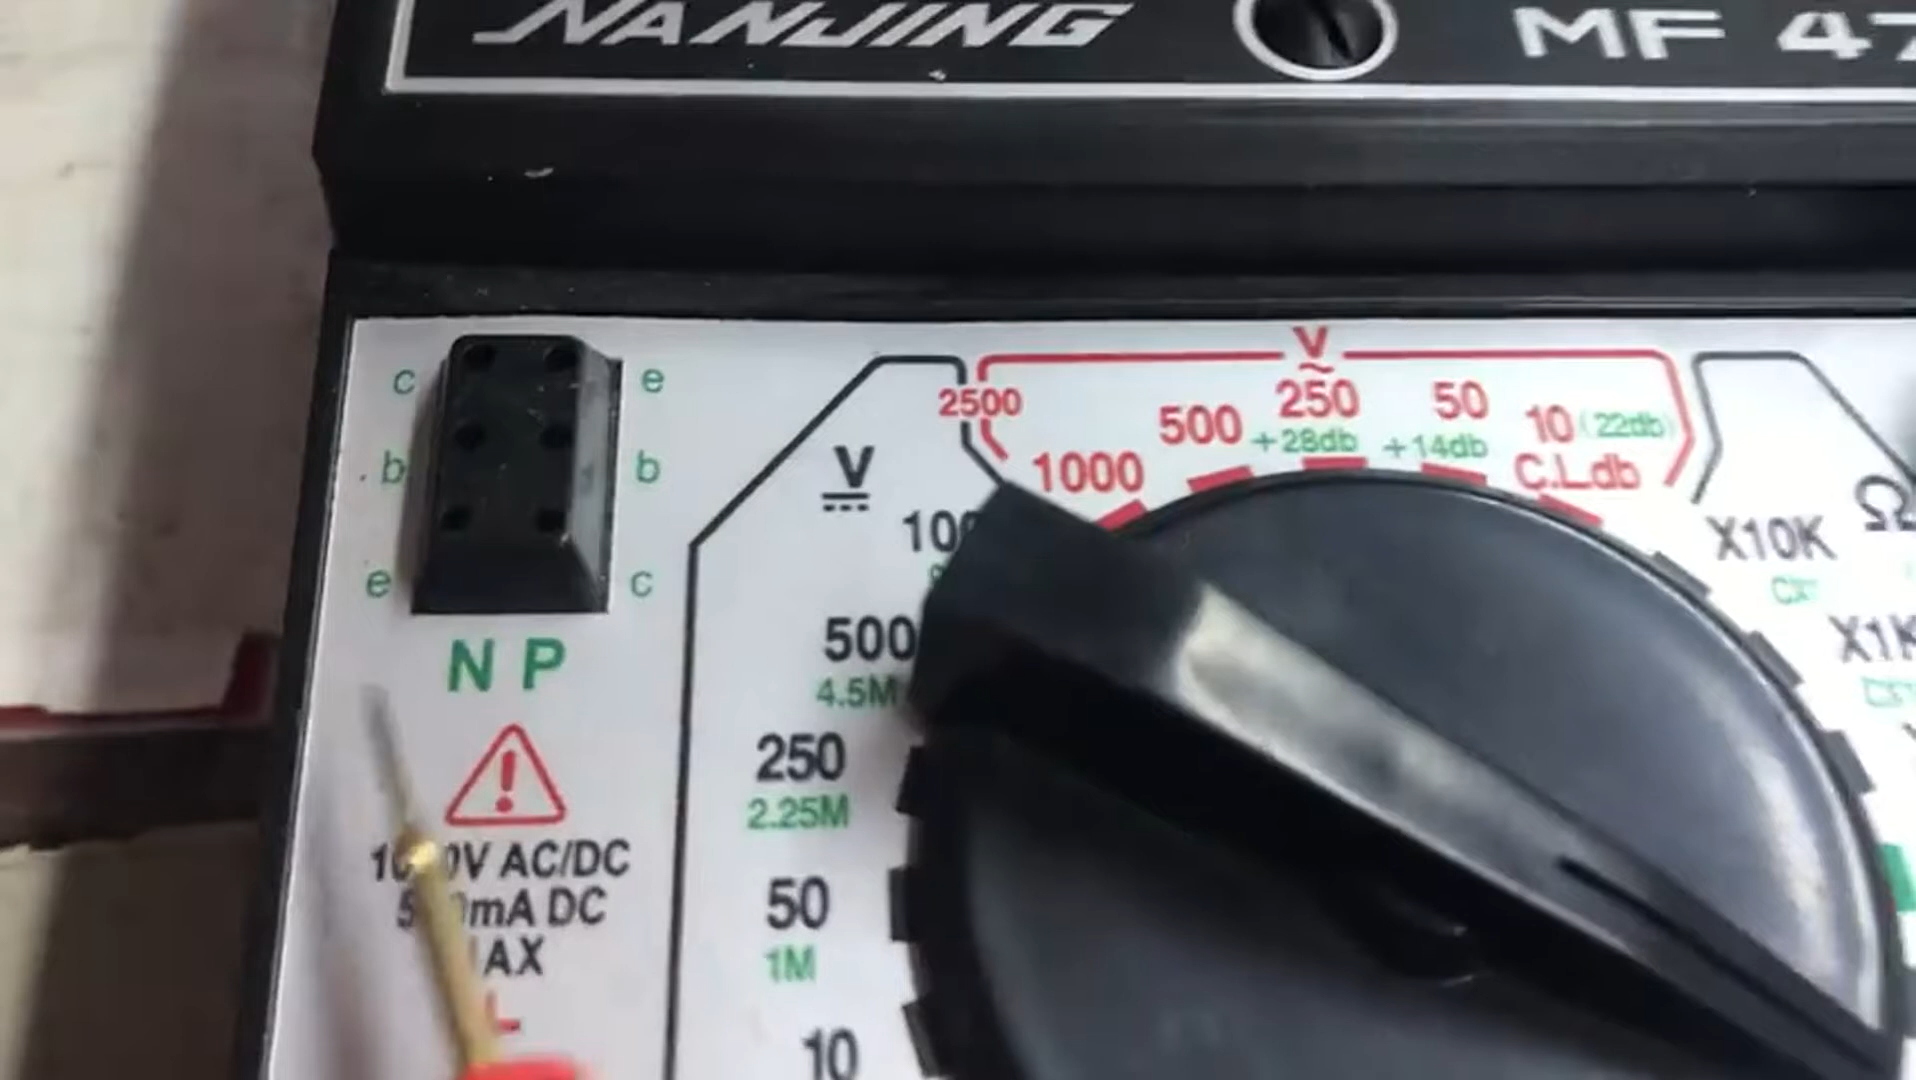 NANJING
MF 47
c e
b b
e c
N P
V AC/DC
mA DC
V
500
4.5M
250
2.25M
50
1M
10
2500
V
1000
500
250
+28db
50
+14db
10 (22db)
C.Ldb
X10K
Ω